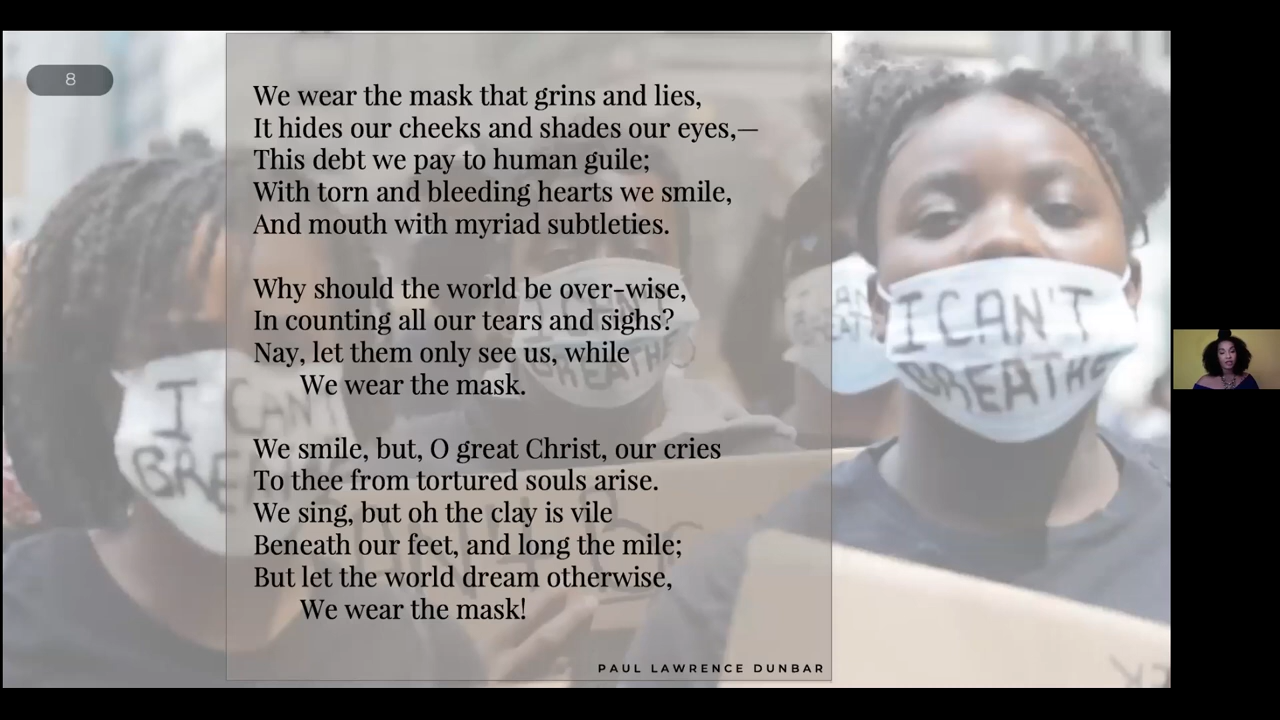 8
We wear the mask that grins and lies,
It hides our cheeks and shades our eyes,—
This debt we pay to human guile;
With torn and bleeding hearts we smile,
And mouth with myriad subtleties.
Why should the world be over-wise,
In counting all our tears and sighs?
Nay, let them only see us, while
We wear the mask.
We smile, but, O great Christ, our cries
To thee from tortured souls arise.
We sing, but oh the clay is vile
Beneath our feet, and long the mile;
But let the world dream otherwise,
We wear the mask!
PAUL LAWRENCE DUNBAR
I CAN'T
BREATHE
I CAN'T
BREATHE
I CAN'T
BREATHE